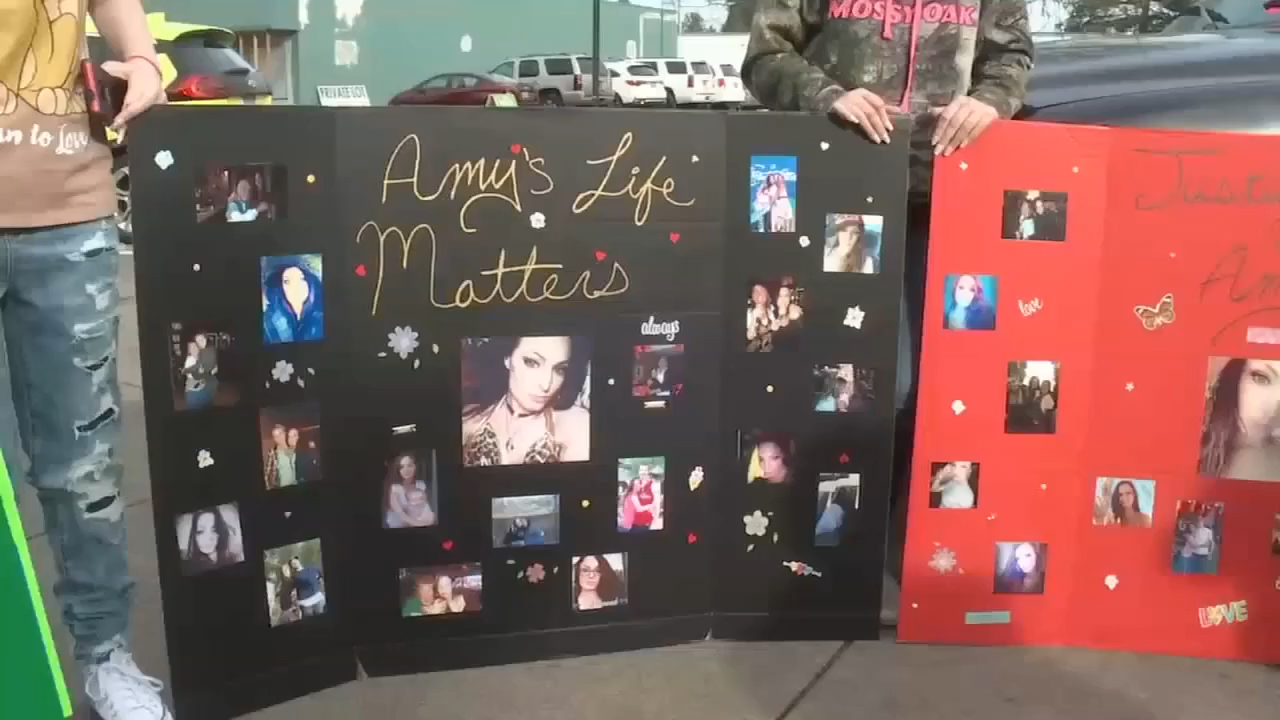 MOSSY OAK
PRIVATE LOT
Amy's Life
Matters
always
love
LOVE